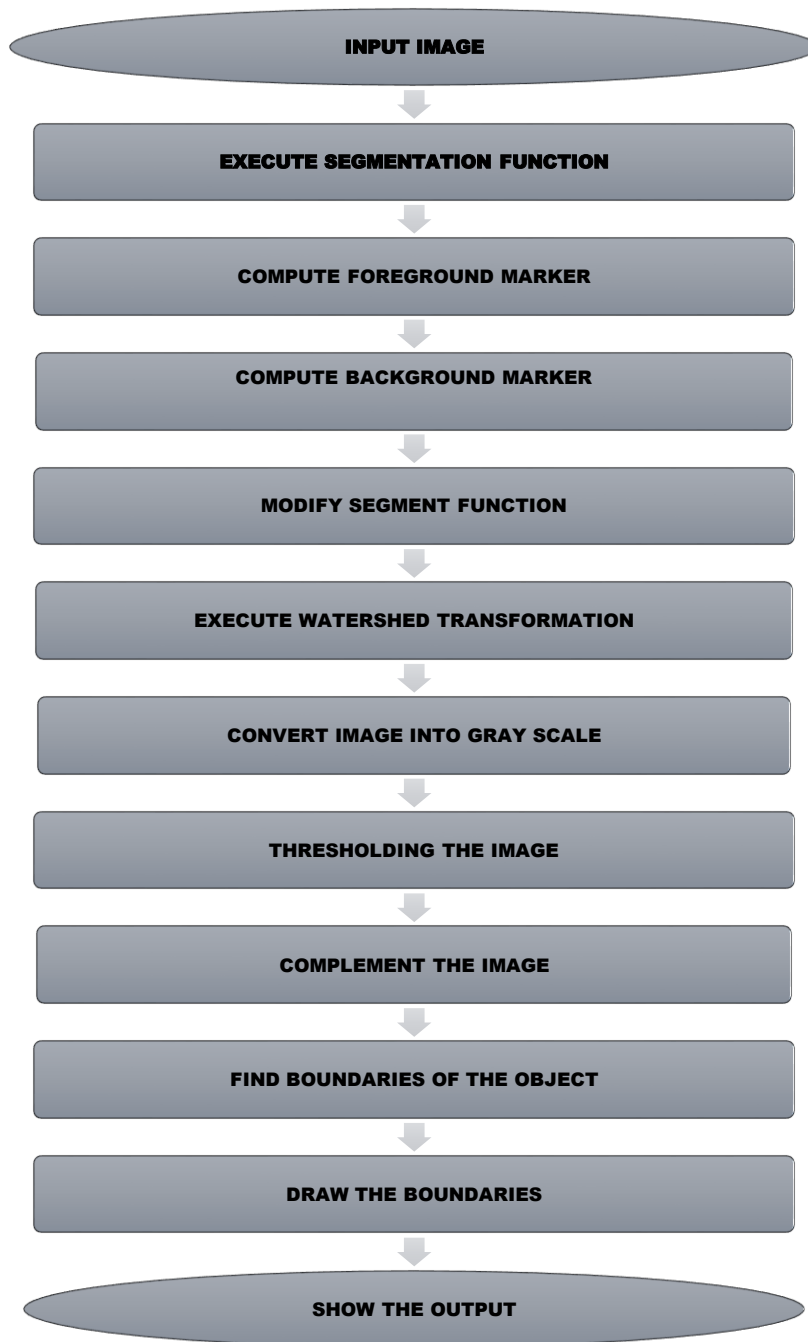 INPUT IMAGE
EXECUTE SEGMENTATION FUNCTION
COMPUTE FOREGROUND MARKER
COMPUTE BACKGROUND MARKER
MODIFY SEGMENT FUNCTION
EXECUTE WATERSHED TRANSFORMATION
CONVERT IMAGE INTO GRAY SCALE
THRESHOLDING THE IMAGE
COMPLEMENT THE IMAGE
FIND BOUNDARIES OF THE OBJECT
DRAW THE BOUNDARIES
SHOW THE OUTPUT